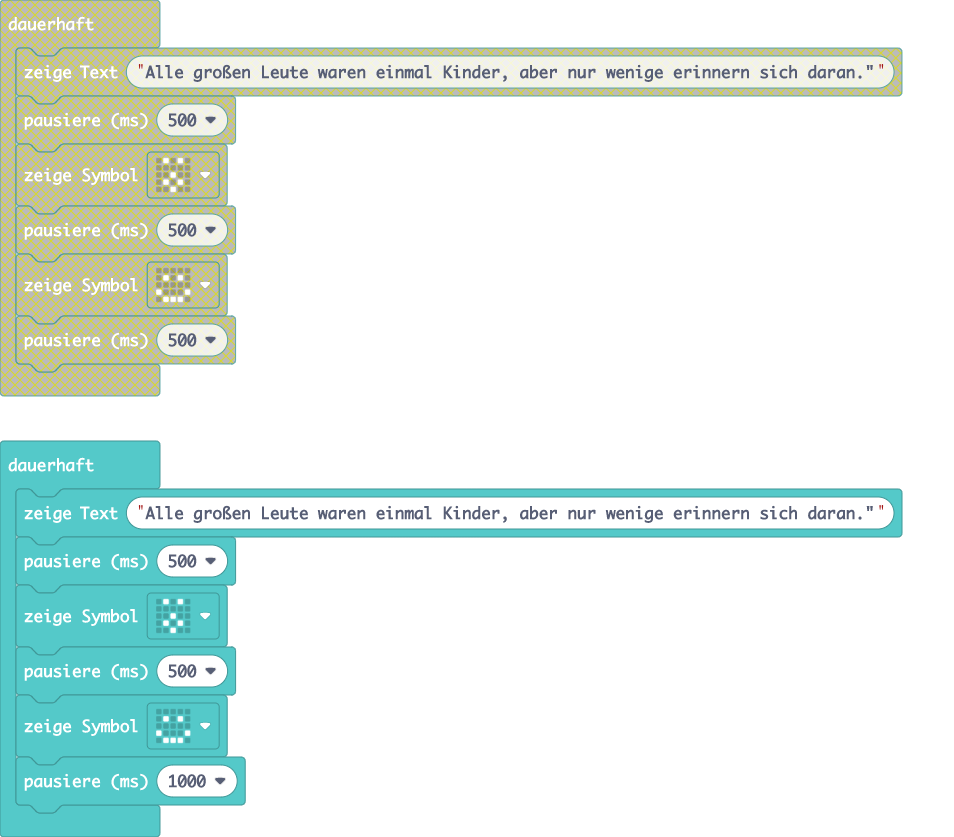 dauerhaft
zeige Text "Alle großen Leute waren einmal Kinder, aber nur wenige erinnern sich daran.""
pausiere (ms) 500
zeige Symbol
pausiere (ms) 500
zeige Symbol
pausiere (ms) 500
dauerhaft
zeige Text "Alle großen Leute waren einmal Kinder, aber nur wenige erinnern sich daran.""
pausiere (ms) 500
zeige Symbol
pausiere (ms) 500
zeige Symbol
pausiere (ms) 1000